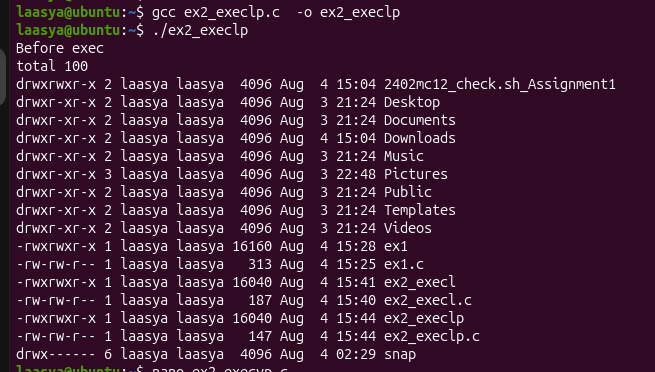 laasya@ubuntu:~$ gcc ex2_execlp.c  -o ex2_execlp
laasya@ubuntu:~$ ./ex2_execlp
Before exec
total 100
drwxrwxr-x 2 laasya laasya  4096 Aug  4 15:04 2402mc12_check.sh_Assignment1
drwxr-xr-x 2 laasya laasya  4096 Aug  3 21:24 Desktop
drwxr-xr-x 2 laasya laasya  4096 Aug  3 21:24 Documents
drwxr-xr-x 2 laasya laasya  4096 Aug  4 15:04 Downloads
drwxr-xr-x 2 laasya laasya  4096 Aug  3 21:24 Music
drwxr-xr-x 3 laasya laasya  4096 Aug  3 22:48 Pictures
drwxr-xr-x 2 laasya laasya  4096 Aug  3 21:24 Public
drwxr-xr-x 2 laasya laasya  4096 Aug  3 21:24 Templates
drwxr-xr-x 2 laasya laasya  4096 Aug  3 21:24 Videos
-rwxrwxr-x 1 laasya laasya 16160 Aug  4 15:28 ex1
-rw-rw-r-- 1 laasya laasya   313 Aug  4 15:25 ex1.c
-rwxrwxr-x 1 laasya laasya 16040 Aug  4 15:41 ex2_execl
-rw-rw-r-- 1 laasya laasya   187 Aug  4 15:40 ex2_execl.c
-rwxrwxr-x 1 laasya laasya 16040 Aug  4 15:44 ex2_execlp
-rw-rw-r-- 1 laasya laasya   147 Aug  4 15:44 ex2_execlp.c
drwx------ 6 laasya laasya  4096 Aug  4 02:29 snap
laasya@ubuntu:~$ nano ex2_execvp.c